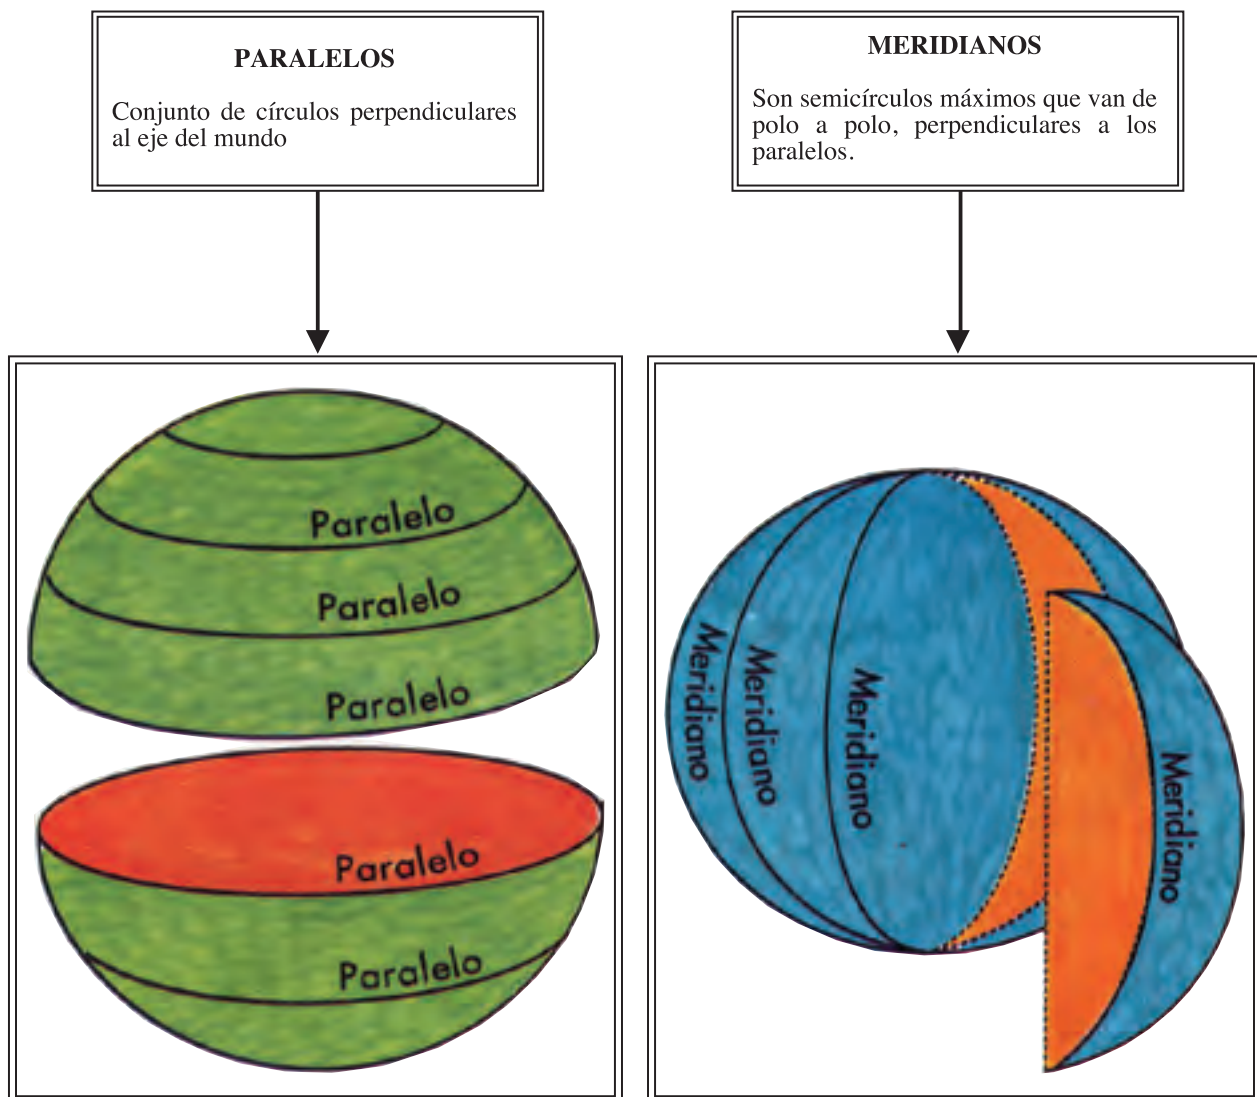 PARALELOS
Conjunto de círculos perpendiculares
al eje del mundo
MERIDIANOS
Son semicírculos máximos que van de
polo a polo, perpendiculares a los
paralelos.
Paralelo
Paralelo
Paralelo
Paralelo
Paralelo
Meridiano
Meridiano
Meridiano
Meridiano